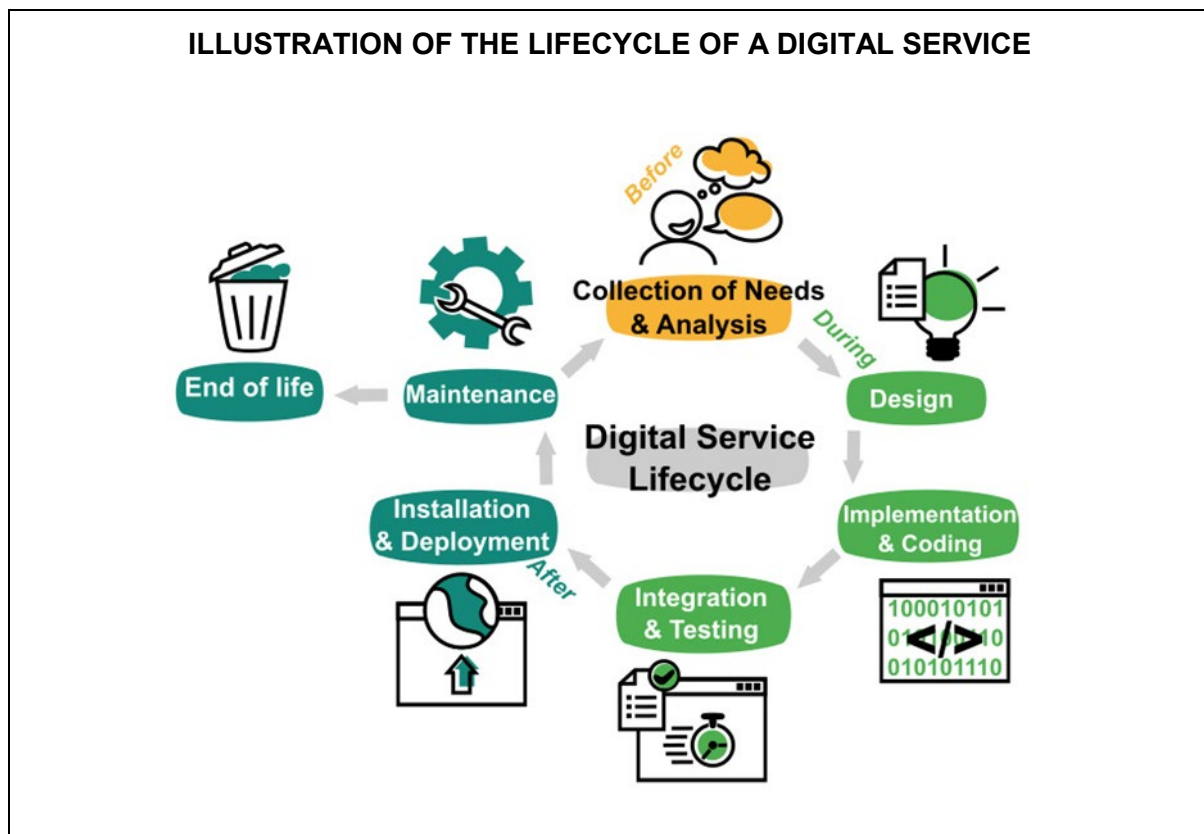 ILLUSTRATION OF THE LIFECYCLE OF A DIGITAL SERVICE
Before
Collection of Needs
& Analysis
During
Design
Implementation
& Coding
100010101
</>
010101110
Integration
& Testing
After
Installation
& Deployment
Maintenance
End of life
Digital Service
Lifecycle